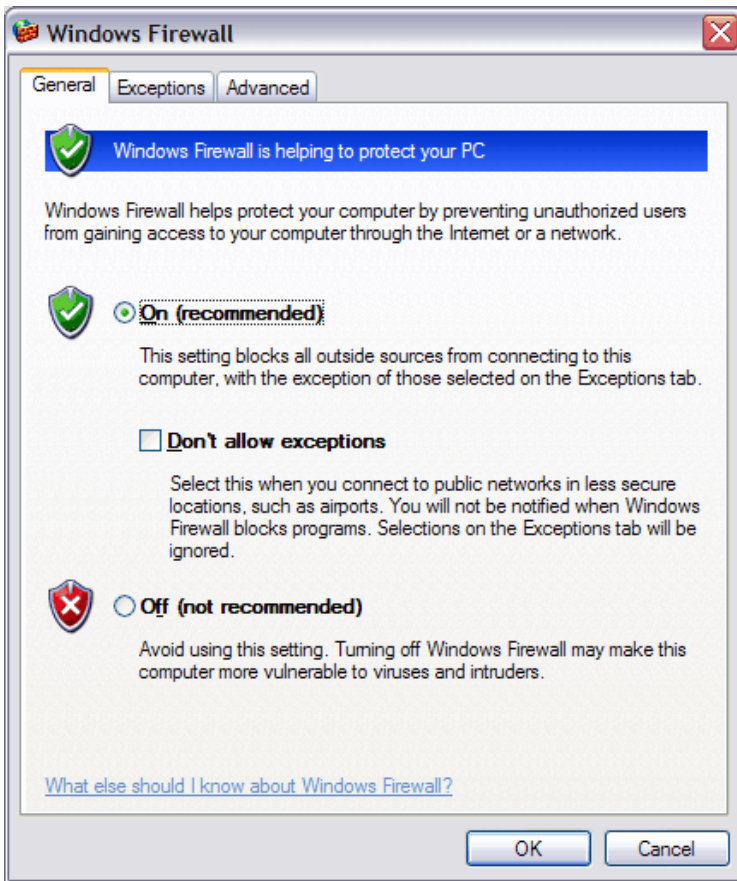 Windows Firewall
General Exceptions Advanced
Windows Firewall is helping to protect your PC
Windows Firewall helps protect your computer by preventing unauthorized users
from gaining access to your computer through the Internet or a network.
On (recommended)
This setting blocks all outside sources from connecting to this
computer, with the exception of those selected on the Exceptions tab.
Don't allow exceptions
Select this when you connect to public networks in less secure
locations, such as airports. You will not be notified when Windows
Firewall blocks programs. Selections on the Exceptions tab will be
ignored.
Off (not recommended)
Avoid using this setting. Turning off Windows Firewall may make this
computer more vulnerable to viruses and intruders.
What else should I know about Windows Firewall?
OK Cancel